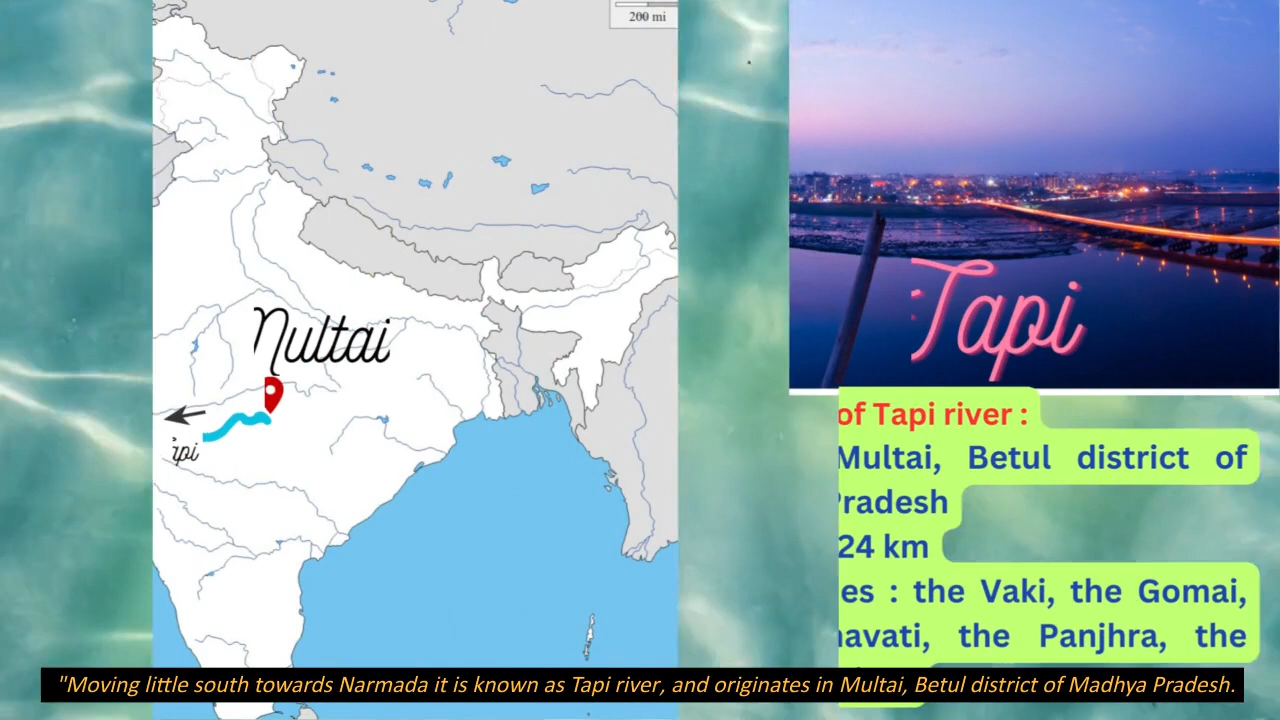 200 mi
Multai
Tapi
of Tapi river :
Multai, Betul district of
Pradesh
24 km
es : the Vaki, the Gomai,
the Panjhra, the
"Moving little south towards Narmada it is known as Tapi river, and originates in Multai, Betul district of Madhya Pradesh.